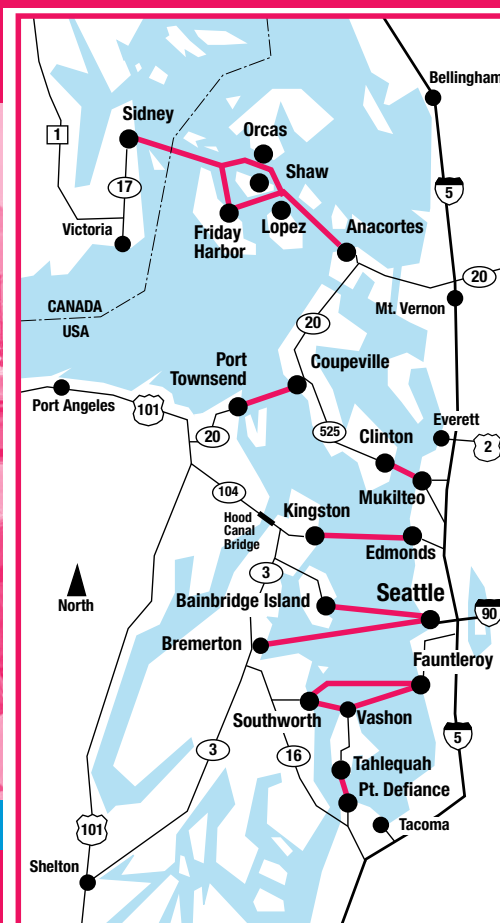 Bellingham
Sidney
Orcas
1
Shaw
17
5
Victoria
Friday
Harbor
Lopez
Anacortes
20
CANADA
USA
Mt. Vernon
20
Port
Townsend
Coupeville
Port Angeles
101
20
525
Clinton
Everett
2
Mukilteo
104
Hood
Canal
Bridge
Kingston
Edmonds
3
North
Bainbridge Island
Seattle
90
Bremerton
Fauntleroy
Southworth
Vashon
5
3
16
Tahlequah
Pt. Defiance
101
Tacoma
Shelton